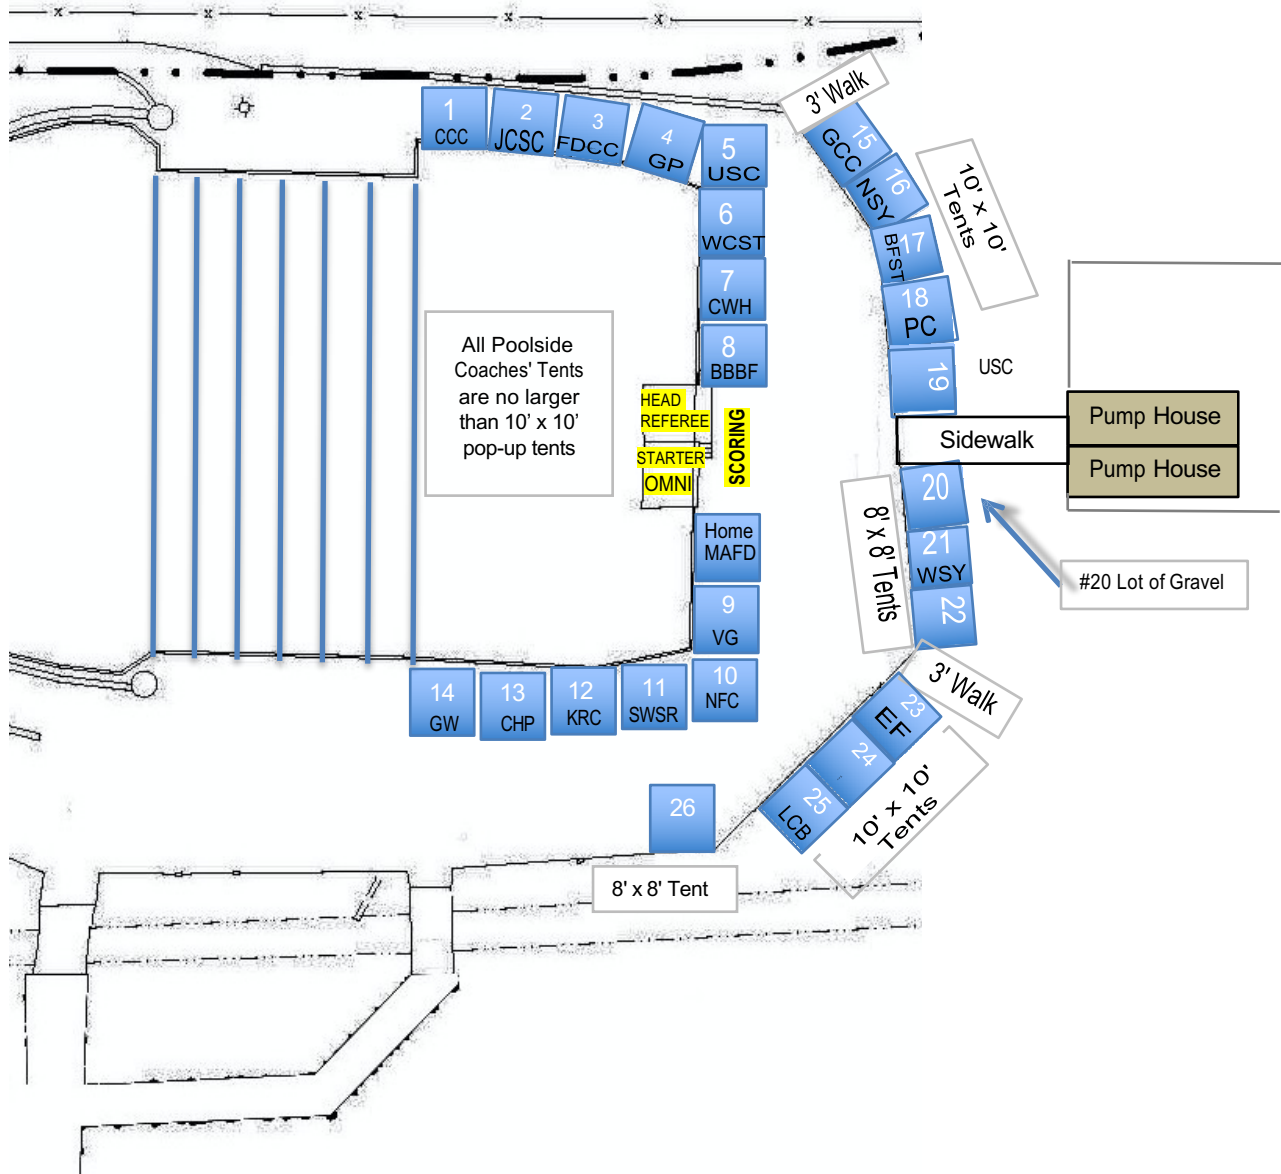 x x x x x x
3' Walk
1
CCC
2
JCSC
3
FDCC
4
GP
5
USC
6
WCST
7
CWH
8
BBBF
15
GCC
16
NSY
17
BFST
18
PC
19
USC
10' x 10'
Tents
All Poolside
Coaches' Tents
are no larger
than 10' x 10'
pop-up tents
HEAD
REFEREE
STARTER
OMNI
SCORING
Sidewalk
Pump House
Pump House
20
21
WSY
22
8' x 8' Tents
#20 Lot of Gravel
Home
MAFD
9
VG
10
NFC
11
SWSR
12
KRC
13
CHP
14
GW
3' Walk
23
EF
24
25
LCB
10' x 10'
Tents
26
8' x 8' Tent